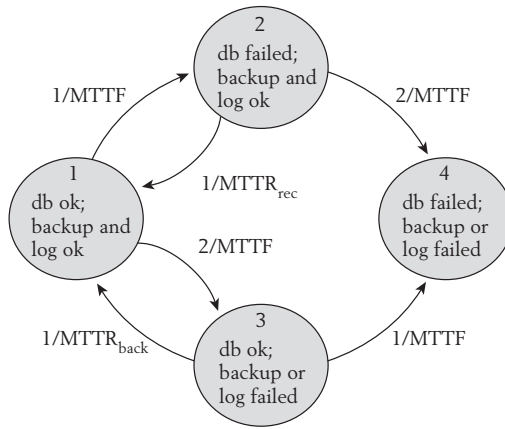 2
db failed;
backup and
log ok
1/MTTF
2/MTTF
1
db ok;
backup and
log ok
1/MTTRrec
4
db failed;
backup or
log failed
2/MTTF
1/MTTRback
3
db ok;
backup or
log failed
1/MTTF